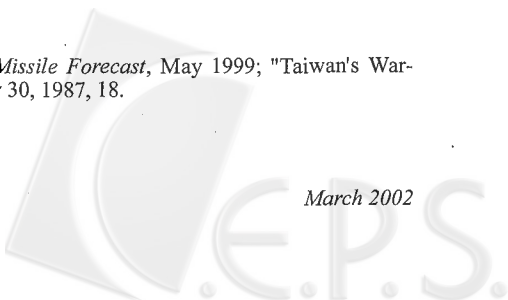 Missile Forecast, May 1999; "Taiwan's War-
30, 1987, 18.
March 2002
C.E.P.S.